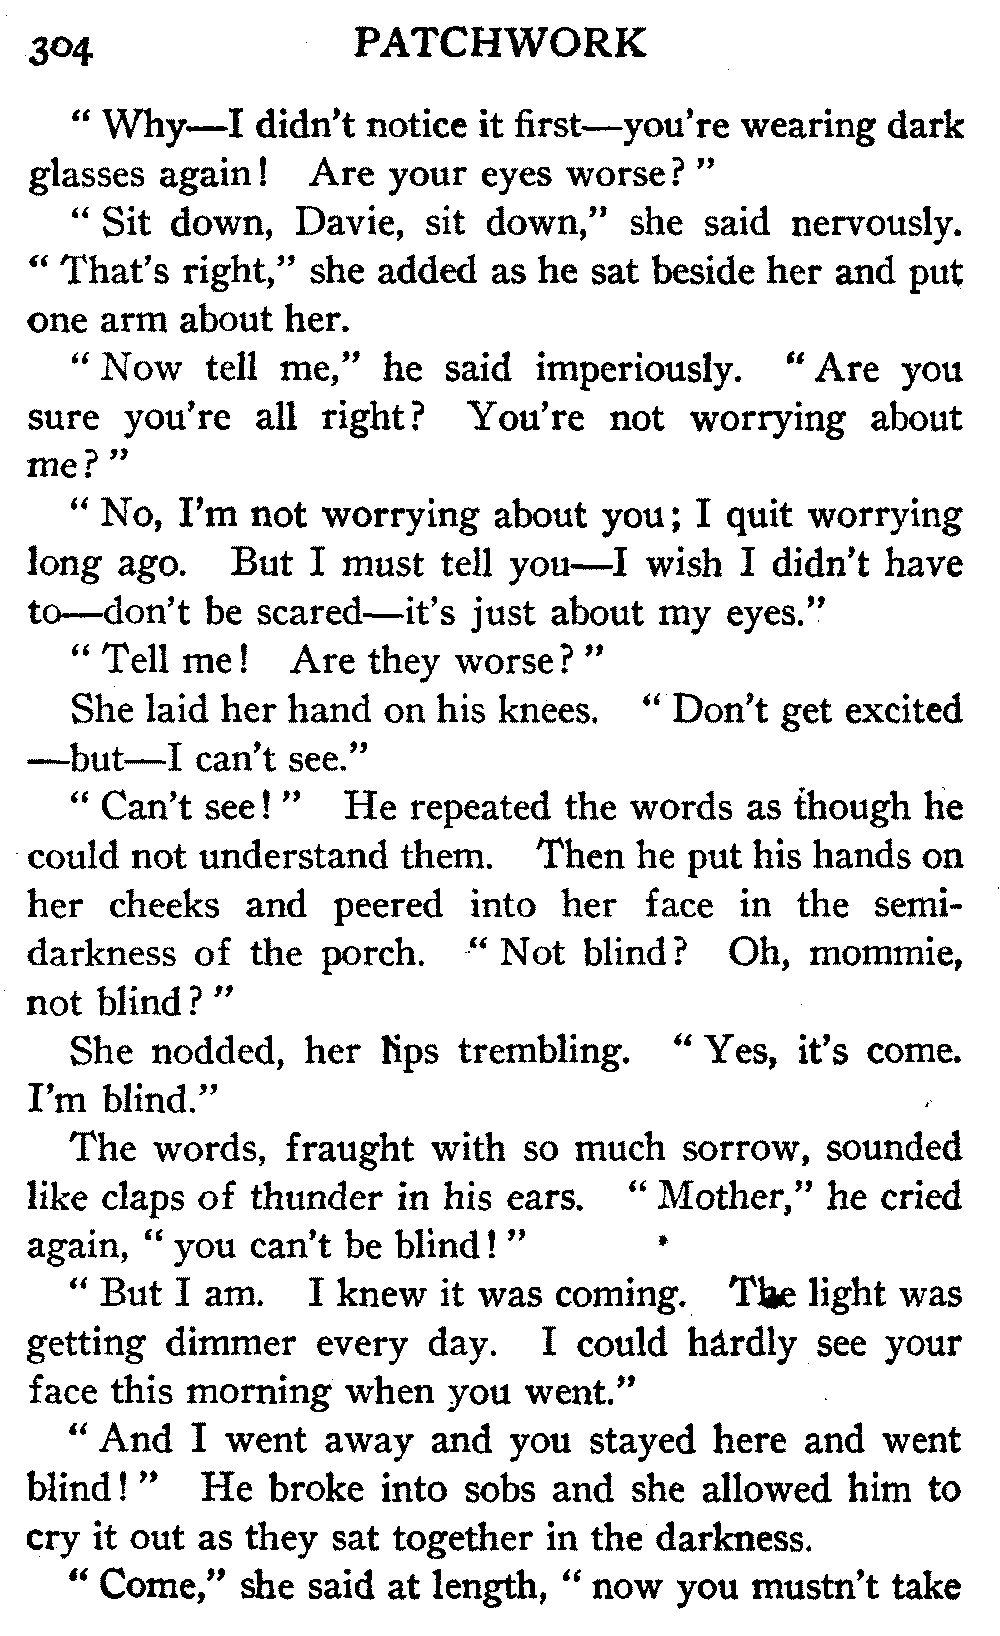 304 PATCHWORK
“ Why—I didn't notice it first—you're wearing dark
glasses again! Are your eyes worse? ”
“ Sit down, Davie, sit down,” she said nervously.
“ That's right,” she added as he sat beside her and put
one arm about her.
“ Now tell me,” he said imperiously. “ Are you
sure you're all right? You're not worrying about
me? ”
“ No, I'm not worrying about you; I quit worrying
long ago. But I must tell you—I wish I didn't have
to—don't be scared—it's just about my eyes.”
“ Tell me! Are they worse? ”
She laid her hand on his knees. “ Don't get excited
—but—I can't see.”
“ Can't see! ” He repeated the words as though he
could not understand them. Then he put his hands on
her cheeks and peered into her face in the semi-
darkness of the porch. “ Not blind? Oh, mommie,
not blind? ”
She nodded, her lips trembling. “ Yes, it's come.
I'm blind.”
The words, fraught with so much sorrow, sounded
like claps of thunder in his ears. “ Mother,” he cried
again, “ you can't be blind! ”
“ But I am. I knew it was coming. The light was
getting dimmer every day. I could hardly see your
face this morning when you went.”
“ And I went away and you stayed here and went
blind! ” He broke into sobs and she allowed him to
cry it out as they sat together in the darkness.
“ Come,” she said at length, “ now you mustn't take